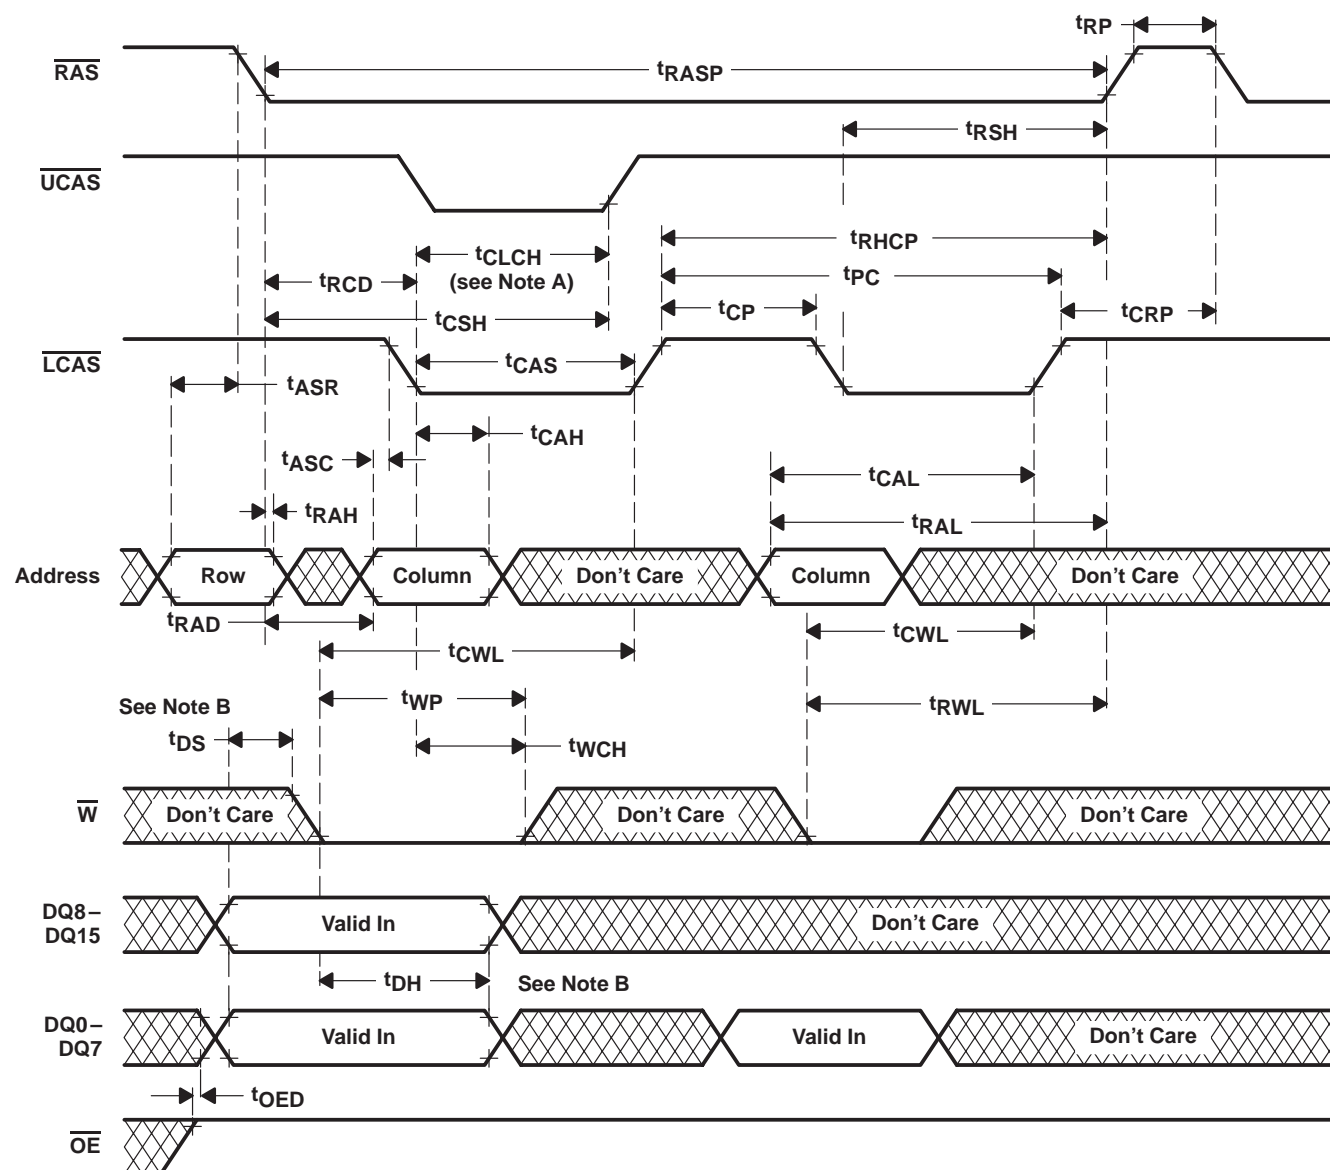 tRP
RAS
tRASP
tRSH
UCAS
tRHCP
tCLCH
(see Note A)
tRCD
tPC
tCSH
tCP
tCRP
LCAS
tCAS
tASR
tCAH
tASC
tCAL
tRAH
tRAL
Address
Row
Column
Don't Care
Column
Don't Care
tRAD
tCWL
tCWL
tWP
See Note B
tRWL
tDS
tWCH
W
Don't Care
Don't Care
Don't Care
DQ8–
DQ15
Valid In
Don't Care
tDH
See Note B
DQ0–
DQ7
Valid In
Valid In
Don't Care
tOED
OE